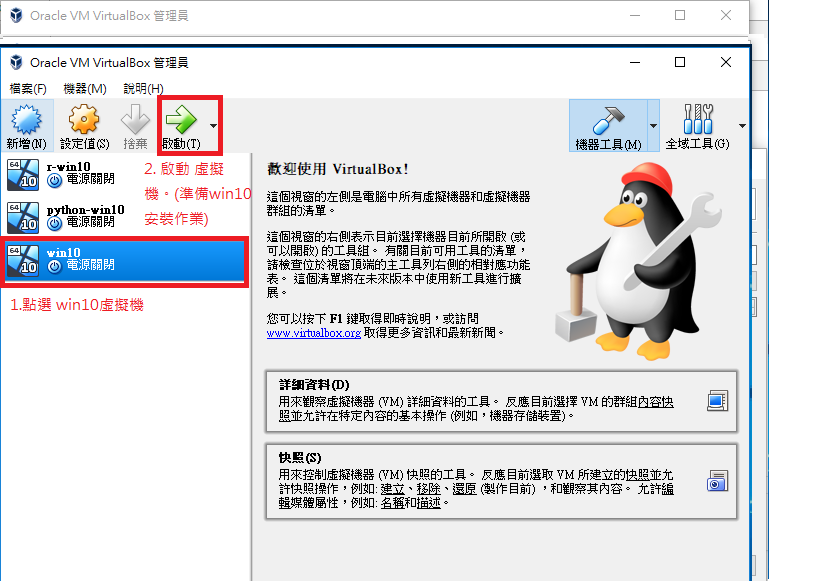 Oracle VM VirtualBox 管理員
Oracle VM VirtualBox 管理員
檔案(F) 機器(M) 說明(H)
新增(N) 設定值(S) 捨棄 啟動(T) 機器工具(M) 全域工具(G)
64
10
r-win10
電源關閉
64
10
python-win10
電源關閉
64
10
win10
電源關閉
2. 啟動 虛擬
機。(準備win10
安裝作業)
1.點選 win10虛擬機
歡迎使用 VirtualBox!
這個視窗的左側是電腦中所有虛擬機器和虛擬機器
群組的清單。
這個視窗的右側表示目前選擇機器目前所開啟 (或
可以開啟) 的工具組。 有關目前可用工具的清單，
請檢查位於視窗頂端的主工具列右側的相對應功能
表。 這個清單將在未來版本中使用新工具進行擴
展。
您可以按下 F1 鍵取得即時說明，或訪問
www.virtualbox.org 取得更多資訊和最新新聞。
詳細資料(D)
用來觀察虛擬機器 (VM) 詳細資料的工具。 反應目前選擇 VM 的群組內容快
照並允許在特定內容的基本操作 (例如，機器存儲裝置)。
快照(S)
用來控制虛擬機器 (VM) 快照的工具。 反應目前選取 VM 所建立的快照並允
許快照操作，例如: 建立、移除、還原 (製作目前) ，和觀察其內容。 允許編
輯媒體屬性，例如: 名稱和描述。